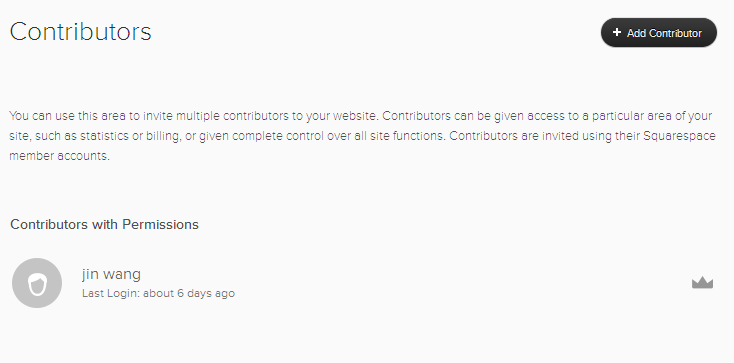 Contributors
+ Add Contributor
You can use this area to invite multiple contributors to your website. Contributors can be given access to a particular area of your
site, such as statistics or billing, or given complete control over all site functions. Contributors are invited using their Squarespace
member accounts.
Contributors with Permissions
jin wang
Last Login: about 6 days ago